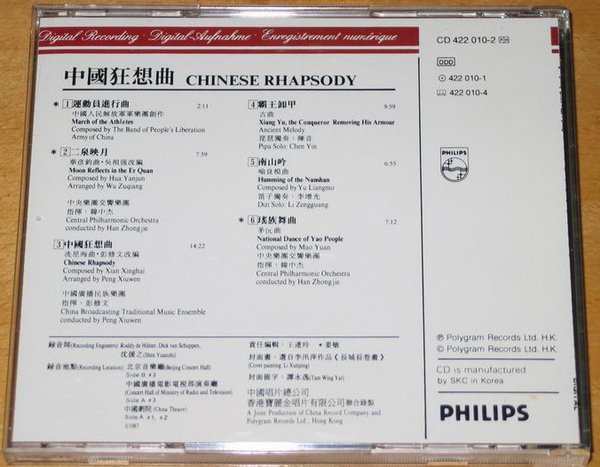 Digital Recording · Digital-Aufnahme · Enregistrement numérique
中國狂想曲 CHINESE RHAPSODY
CD 422 010-2
DDD
422 010-1
422 010-4
PHILIPS
* 1 運動員進行曲 2:11
中國人民解放軍軍樂團創作
March of the Athletes
Composed by The Band of People's Liberation
Army of China
* 2 二泉映月 7:59
華彥鈞曲·吳祖強改編
Moon Reflects in the Er Quan
Composed by Hua Yanjun
Arranged by Wu Zuqiang
中央樂團交響樂團
指揮：韓中杰
Central Philharmonic Orchestra
conducted by Han Zhongjie
3 中國狂想曲 14:22
冼星海曲·彭修文改編
Chinese Rhapsody
Composed by Xian Xinghai
Arranged by Peng Xiuwen
中國廣播民族樂團
指揮：彭修文
China Broadcasting Traditional Music Ensemble
conducted by Peng Xiuwen
4 霸王卸甲 9:59
古曲
Xiang Yu, the Conqueror Removing His Armour
Ancient Melody
琵琶獨奏：陳音
Pipa Solo: Chen Yin
5 南山吟 6:55
喻良模曲
Humming of the Nanshan
Composed by Yu Liangmo
笛子獨奏：李增光
Dizi Solo: Li Zengguang
* 6 瑤族舞曲 7:12
茅沅曲
National Dance of Yao People
Composed by Mao Yuan
中央樂團交響樂團
指揮：韓中杰
Central Philharmonic Orchestra
conducted by Han Zhongjie
録音師(Recording Engineers) Roddy de Hilster, Dick van Schuppen,
沈援之(Shen Yuanzhi)
録音地點(Recording Location) 北京音樂廳(Beijing Concert Hall)
Side B #3
中國廣播電影電視部演奏廳
(Concert Hall of Ministry of Radio and Television)
Side A #3
中國劇院(China Theater)
Side A #1, #2
5/1987
責任編輯：王連玲 · 姜敏
封面畫：選自李汛萍作品《長城長卷畫》
(Cover painting: Li Xunping)
封面提字：譚永逸(Tam Wing Yat)
中國唱片總公司
香港寶麗金唱片有限公司聯合錄製
A Joint Production of China Record Company and
Polygram Records Ltd., Hong Kong.
Ⓟ Polygram Records Ltd. H.K.
© Polygram Records Ltd. H.K.
CD is manufactured
by SKC in Korea
PHILIPS